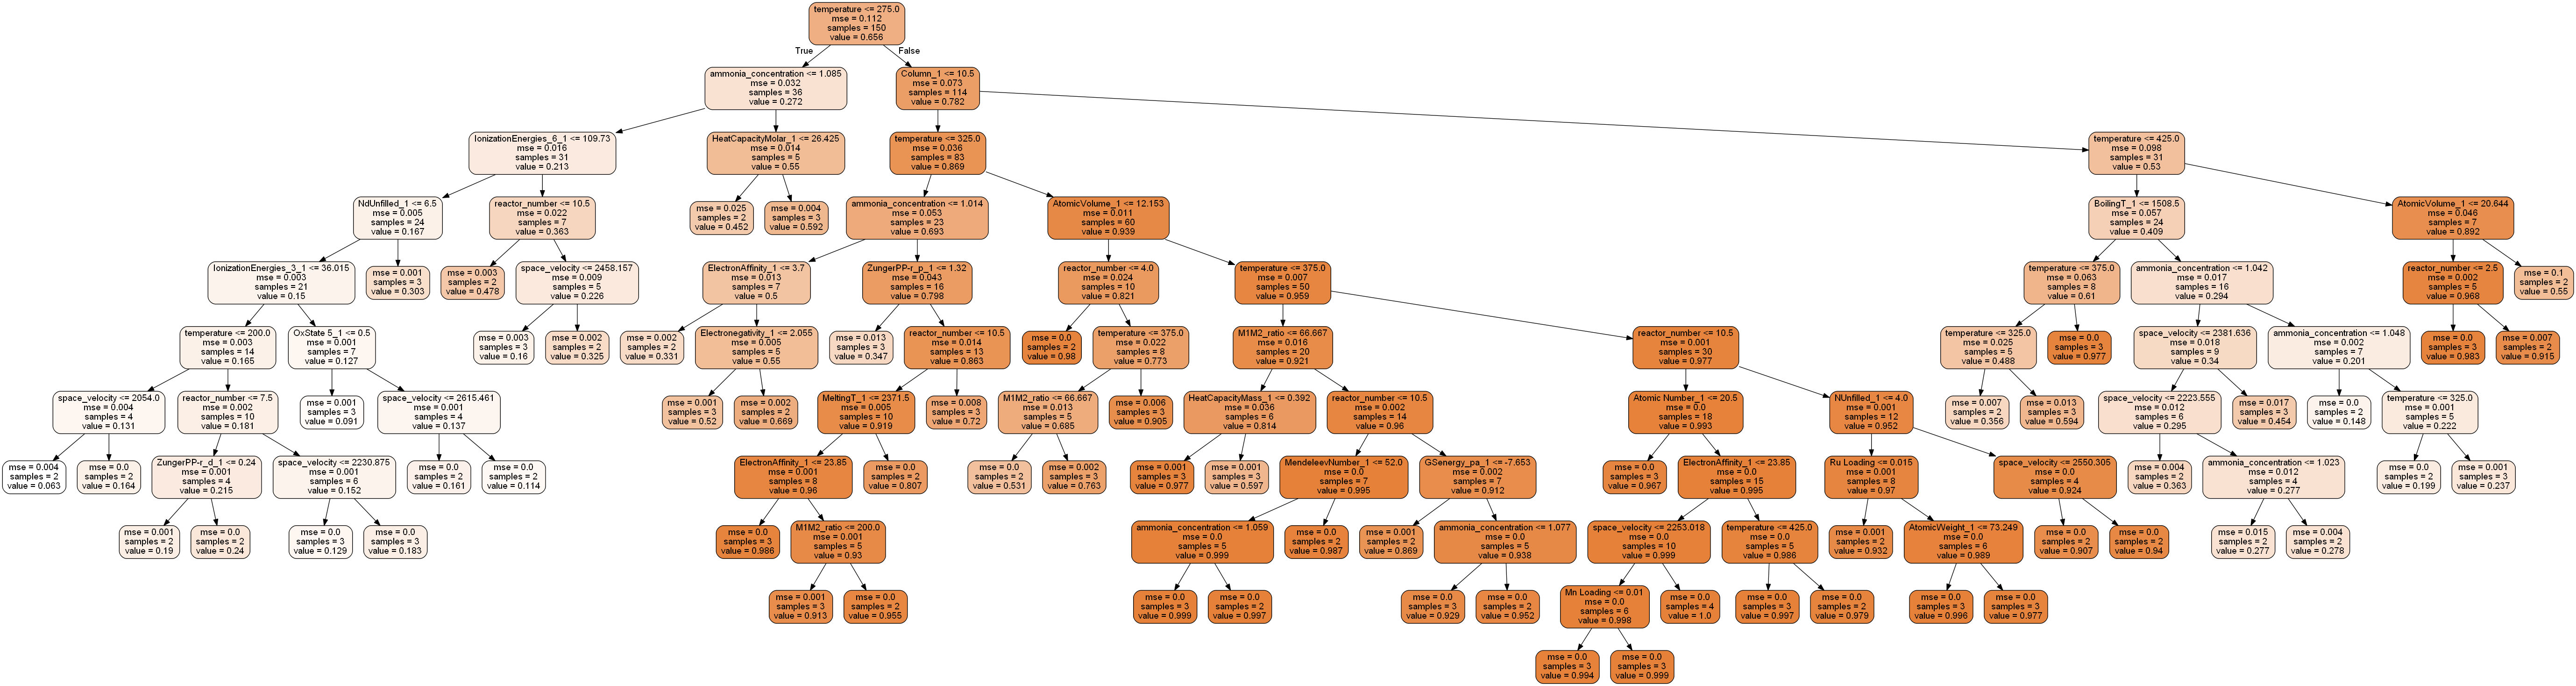 temperature <= 275.0
mse = 0.112
samples = 150
value = 0.656
True
False
ammonia_concentration <= 1.085
mse = 0.032
samples = 36
value = 0.272
Column_1 <= 10.5
mse = 0.073
samples = 114
value = 0.782
IonizationEnergies_6_1 <= 109.73
mse = 0.016
samples = 31
value = 0.213
HeatCapacityMolar_1 <= 26.425
mse = 0.014
samples = 5
value = 0.55
temperature <= 325.0
mse = 0.036
samples = 83
value = 0.869
temperature <= 425.0
mse = 0.098
samples = 31
value = 0.53
NdUnfilled_1 <= 6.5
mse = 0.005
samples = 24
value = 0.167
reactor_number <= 10.5
mse = 0.022
samples = 7
value = 0.363
mse = 0.025
samples = 2
value = 0.452
mse = 0.004
samples = 3
value = 0.592
ammonia_concentration <= 1.014
mse = 0.053
samples = 23
value = 0.693
AtomicVolume_1 <= 12.153
mse = 0.011
samples = 60
value = 0.939
BoilingT_1 <= 1508.5
mse = 0.057
samples = 24
value = 0.409
AtomicVolume_1 <= 20.644
mse = 0.046
samples = 7
value = 0.892
IonizationEnergies_3_1 <= 36.015
mse = 0.003
samples = 21
value = 0.15
mse = 0.001
samples = 3
value = 0.303
mse = 0.003
samples = 2
value = 0.478
space_velocity <= 2458.157
mse = 0.009
samples = 5
value = 0.226
ElectronAffinity_1 <= 3.7
mse = 0.013
samples = 7
value = 0.5
ZungerPP-r_p_1 <= 1.32
mse = 0.043
samples = 16
value = 0.798
reactor_number <= 4.0
mse = 0.024
samples = 10
value = 0.821
temperature <= 375.0
mse = 0.007
samples = 50
value = 0.959
temperature <= 375.0
mse = 0.063
samples = 8
value = 0.61
ammonia_concentration <= 1.042
mse = 0.017
samples = 16
value = 0.294
reactor_number <= 2.5
mse = 0.002
samples = 5
value = 0.968
mse = 0.1
samples = 2
value = 0.55
temperature <= 200.0
mse = 0.003
samples = 14
value = 0.165
OxState 5_1 <= 0.5
mse = 0.001
samples = 7
value = 0.127
mse = 0.003
samples = 3
value = 0.16
mse = 0.002
samples = 2
value = 0.325
mse = 0.002
samples = 2
value = 0.331
Electronegativity_1 <= 2.055
mse = 0.005
samples = 5
value = 0.55
mse = 0.013
samples = 3
value = 0.347
reactor_number <= 10.5
mse = 0.014
samples = 13
value = 0.863
mse = 0.0
samples = 2
value = 0.98
temperature <= 375.0
mse = 0.022
samples = 8
value = 0.773
M1M2_ratio <= 66.667
mse = 0.016
samples = 20
value = 0.921
reactor_number <= 10.5
mse = 0.001
samples = 30
value = 0.977
temperature <= 325.0
mse = 0.025
samples = 5
value = 0.488
mse = 0.0
samples = 3
value = 0.977
space_velocity <= 2381.636
mse = 0.018
samples = 9
value = 0.34
ammonia_concentration <= 1.048
mse = 0.002
samples = 7
value = 0.201
mse = 0.0
samples = 3
value = 0.983
mse = 0.007
samples = 2
value = 0.915
space_velocity <= 2054.0
mse = 0.004
samples = 4
value = 0.131
reactor_number <= 7.5
mse = 0.002
samples = 10
value = 0.181
mse = 0.001
samples = 3
value = 0.091
space_velocity <= 2615.461
mse = 0.001
samples = 4
value = 0.137
mse = 0.001
samples = 3
value = 0.52
mse = 0.002
samples = 2
value = 0.669
MeltingT_1 <= 2371.5
mse = 0.005
samples = 10
value = 0.919
mse = 0.008
samples = 3
value = 0.72
M1M2_ratio <= 66.667
mse = 0.013
samples = 5
value = 0.685
mse = 0.006
samples = 3
value = 0.905
HeatCapacityMass_1 <= 0.392
mse = 0.036
samples = 6
value = 0.814
reactor_number <= 10.5
mse = 0.002
samples = 14
value = 0.96
Atomic Number_1 <= 20.5
mse = 0.0
samples = 18
value = 0.993
NUnfilled_1 <= 4.0
mse = 0.001
samples = 12
value = 0.952
mse = 0.007
samples = 2
value = 0.356
mse = 0.013
samples = 3
value = 0.594
space_velocity <= 2223.555
mse = 0.012
samples = 6
value = 0.295
mse = 0.017
samples = 3
value = 0.454
mse = 0.0
samples = 2
value = 0.148
temperature <= 325.0
mse = 0.001
samples = 5
value = 0.222
mse = 0.004
samples = 2
value = 0.063
mse = 0.0
samples = 2
value = 0.164
ZungerPP-r_d_1 <= 0.24
mse = 0.001
samples = 4
value = 0.215
space_velocity <= 2230.875
mse = 0.001
samples = 6
value = 0.152
mse = 0.0
samples = 2
value = 0.161
mse = 0.0
samples = 2
value = 0.114
ElectronAffinity_1 <= 23.85
mse = 0.001
samples = 8
value = 0.96
mse = 0.0
samples = 2
value = 0.807
mse = 0.0
samples = 2
value = 0.531
mse = 0.002
samples = 3
value = 0.763
mse = 0.001
samples = 3
value = 0.977
mse = 0.001
samples = 3
value = 0.597
MendeleevNumber_1 <= 52.0
mse = 0.0
samples = 7
value = 0.995
GSenergy_pa_1 <= -7.653
mse = 0.002
samples = 7
value = 0.912
mse = 0.0
samples = 3
value = 0.967
ElectronAffinity_1 <= 23.85
mse = 0.0
samples = 15
value = 0.995
Ru Loading <= 0.015
mse = 0.001
samples = 8
value = 0.97
space_velocity <= 2550.305
mse = 0.0
samples = 4
value = 0.924
mse = 0.004
samples = 2
value = 0.363
ammonia_concentration <= 1.023
mse = 0.012
samples = 4
value = 0.277
mse = 0.0
samples = 2
value = 0.199
mse = 0.001
samples = 3
value = 0.237
mse = 0.001
samples = 2
value = 0.19
mse = 0.0
samples = 2
value = 0.24
mse = 0.0
samples = 3
value = 0.129
mse = 0.0
samples = 3
value = 0.183
mse = 0.0
samples = 3
value = 0.986
M1M2_ratio <= 200.0
mse = 0.001
samples = 5
value = 0.93
ammonia_concentration <= 1.059
mse = 0.0
samples = 5
value = 0.999
mse = 0.0
samples = 2
value = 0.987
mse = 0.001
samples = 2
value = 0.869
ammonia_concentration <= 1.077
mse = 0.0
samples = 5
value = 0.938
space_velocity <= 2253.018
mse = 0.0
samples = 10
value = 0.999
temperature <= 425.0
mse = 0.0
samples = 5
value = 0.986
mse = 0.001
samples = 2
value = 0.932
AtomicWeight_1 <= 73.249
mse = 0.0
samples = 6
value = 0.989
mse = 0.0
samples = 2
value = 0.907
mse = 0.0
samples = 2
value = 0.94
mse = 0.015
samples = 2
value = 0.277
mse = 0.004
samples = 2
value = 0.278
mse = 0.001
samples = 3
value = 0.913
mse = 0.0
samples = 2
value = 0.955
mse = 0.0
samples = 3
value = 0.999
mse = 0.0
samples = 2
value = 0.997
mse = 0.0
samples = 3
value = 0.929
mse = 0.0
samples = 2
value = 0.952
Mn Loading <= 0.01
mse = 0.0
samples = 6
value = 0.998
mse = 0.0
samples = 4
value = 1.0
mse = 0.0
samples = 3
value = 0.997
mse = 0.0
samples = 2
value = 0.979
mse = 0.0
samples = 3
value = 0.996
mse = 0.0
samples = 3
value = 0.977
mse = 0.0
samples = 3
value = 0.994
mse = 0.0
samples = 3
value = 0.999